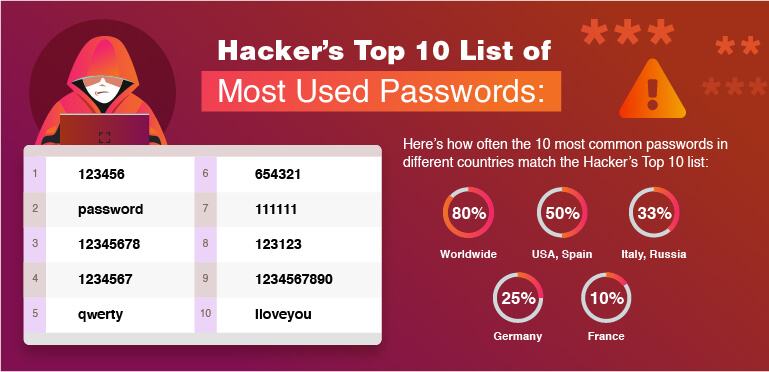 Hacker's Top 10 List of
Most Used Passwords:
*** **
***
!
Here's how often the 10 most common passwords in
different countries match the Hacker's Top 10 list:
1 123456 6 654321
2 password 7 111111
3 12345678 8 123123
4 1234567 9 1234567890
5 qwerty 10 Iloveyou
80% 50% 33%
Worldwide USA, Spain Italy, Russia
25% 10%
Germany France